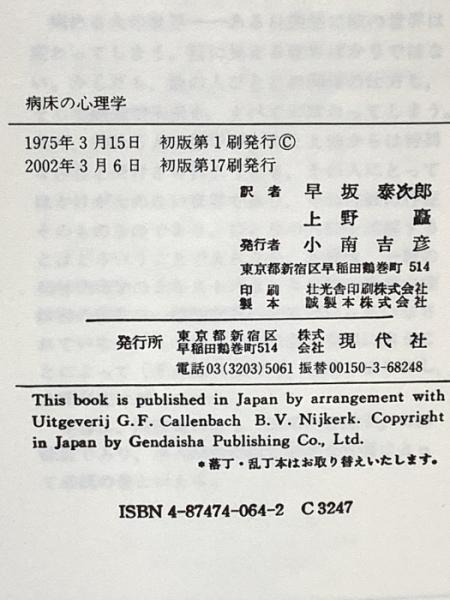 病床の心理学
1975年3月15日 初版第1刷発行©
2002年3月6日 初版第17刷発行
訳者 早坂泰次郎
上野矗
発行者 小南吉彦
東京都新宿区早稲田鶴巻町514
印刷 壮光舎印刷株式会社
製本 誠製本株式会社
発行所 東京都新宿区早稲田鶴巻町514 株式会社 現代社
電話03(3203)5061 振替00150-3-68248
This book is published in Japan by arrangement with
Uitgeverij G.F. Callenbach B.V. Nijkerk. Copyright
in Japan by Gendaisha Publishing Co., Ltd.
*落丁・乱丁本はお取り替えいたします。
ISBN 4-87474-064-2 C3247